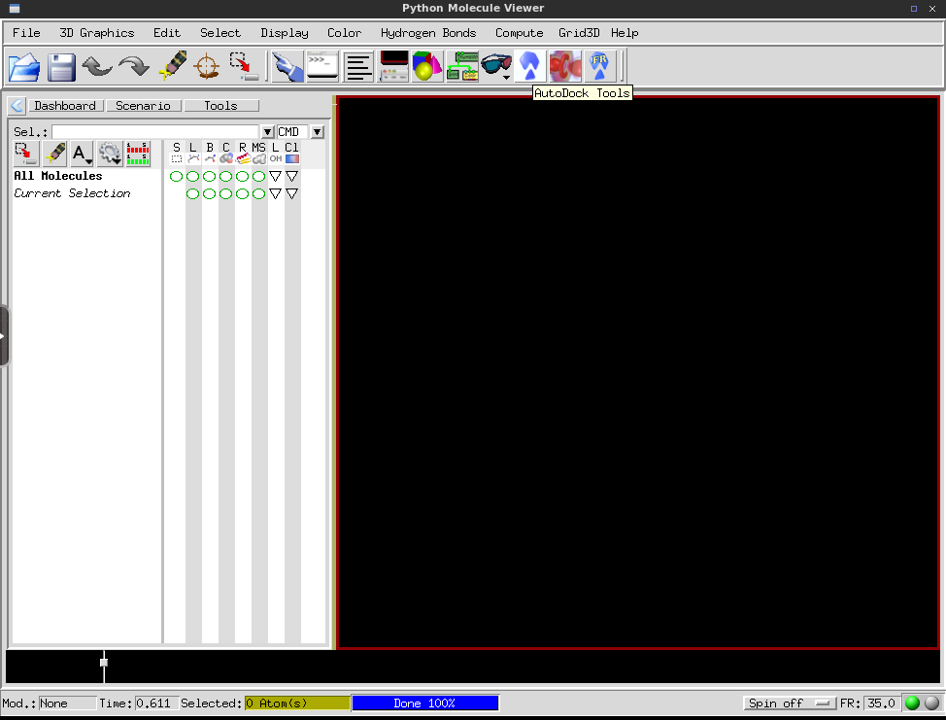 Python Molecule Viewer
File 3D Graphics Edit Select Display Color Hydrogen Bonds Compute Grid3D Help
>>>
FR
AutoDock Tools
Dashboard Scenario Tools
Sel.: CMD
A
S L B C R MS L Cl
OH
All Molecules
Current Selection
Mod.: None Time: 0.611 Selected: 0 Atom(s) Done 100% Spin off FR: 35.0